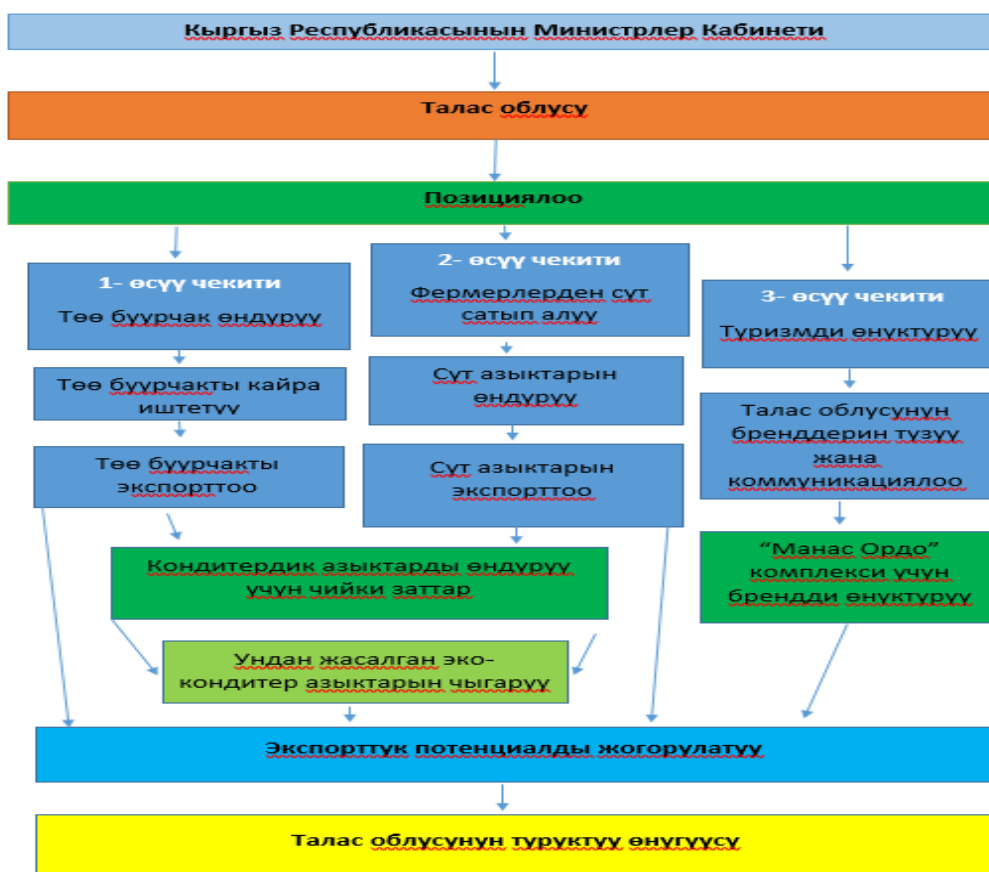 Кыргыз Республикасынын Министрлер Кабинети
Талас облусу
Позициялоо
1- өсүү чекити
Төө буурчак өндүрүү
Төө буурчакты кайра
иштетүү
Төө буурчакты
экспорттоо
2- өсүү чекити
Фермерлерден сүт
сатып алуу
Сүт азыктарын
өндүрүү
Сүт азыктарын
экспорттоо
3- өсүү чекити
Туризмди өнүктүрүү
Талас облусунун
бренддерин түзүү
жана
коммуникациялоо
“Манас Ордо”
комплекси үчүн
брендди өнүктүрүү
Кондитердик азыктарды өндүрүү
үчүн чийки заттар
Ундан жасалган эко-
кондитер азыктарын чыгаруу
Экспорттук потенциалды жогорулатуу
Талас облусунун туруктуу өнүгүүсү